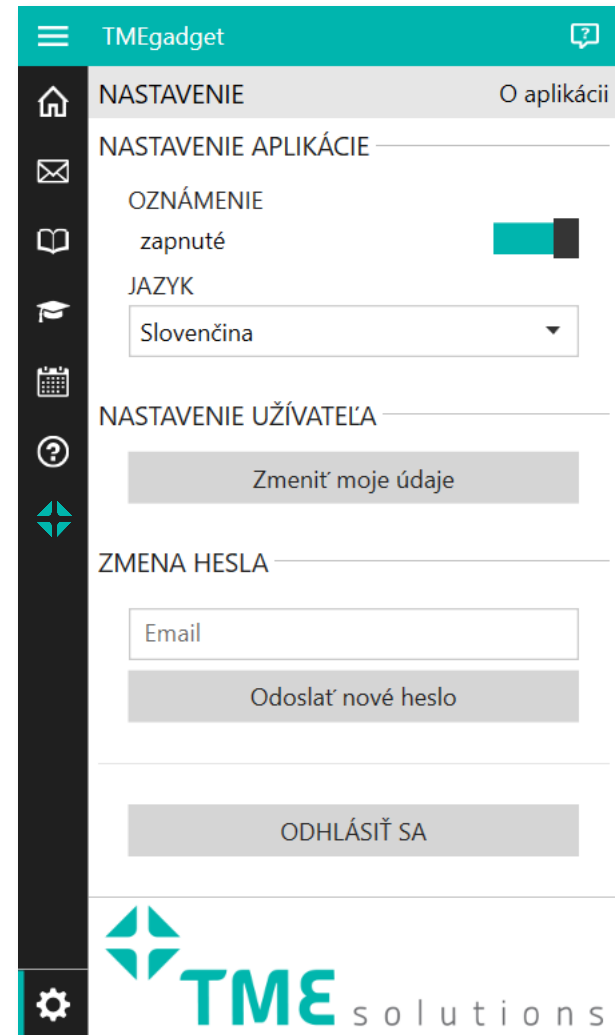 TMEgadget
NASTAVENIE O aplikácii
NASTAVENIE APLIKÁCIE
OZNÁMENIE
zapnuté
JAZYK
Slovenčina
NASTAVENIE UŽÍVATEĽA
Zmeniť moje údaje
ZMENA HESLA
Email
Odoslať nové heslo
ODHLÁSIŤ SA
TME solutions